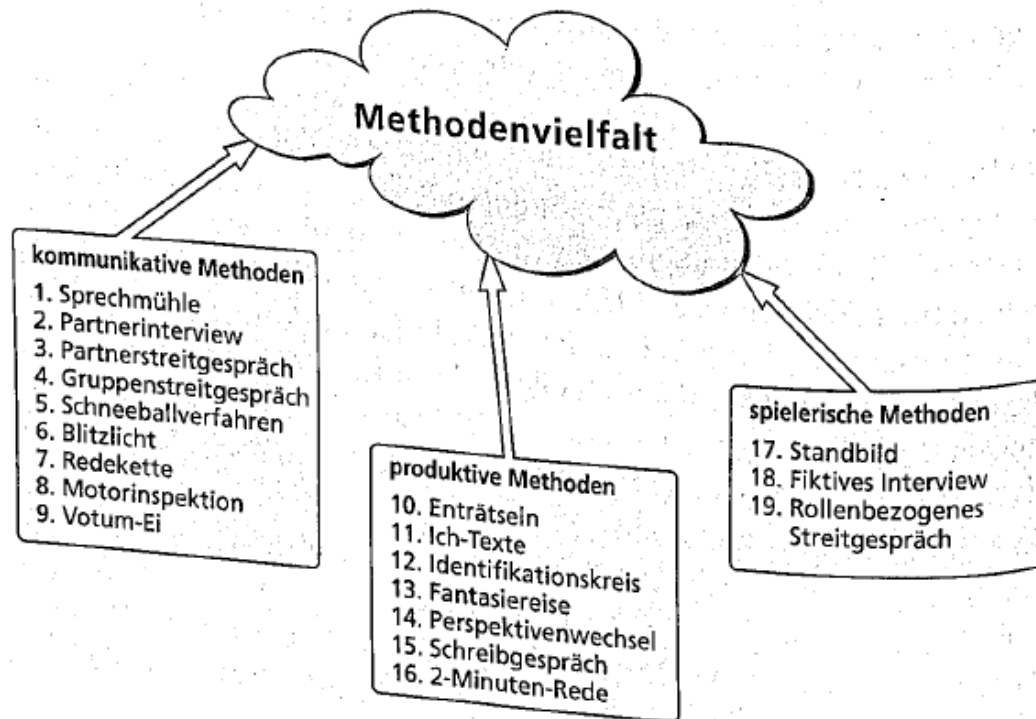 Methodenvielfalt
kommunikative Methoden
1. Sprechmühle
2. Partnerinterview
3. Partnerstreitgespräch
4. Gruppenstreitgespräch
5. Schneeballverfahren
6. Blitzlicht
7. Redekette
8. Motorinspektion
9. Votum-Ei
produktive Methoden
10. Enträtseln
11. Ich-Texte
12. Identifikationskreis
13. Fantasiereise
14. Perspektivenwechsel
15. Schreibgespräch
16. 2-Minuten-Rede
spielerische Methoden
17. Standbild
18. Fiktives Interview
19. Rollenbezogenes
Streitgespräch